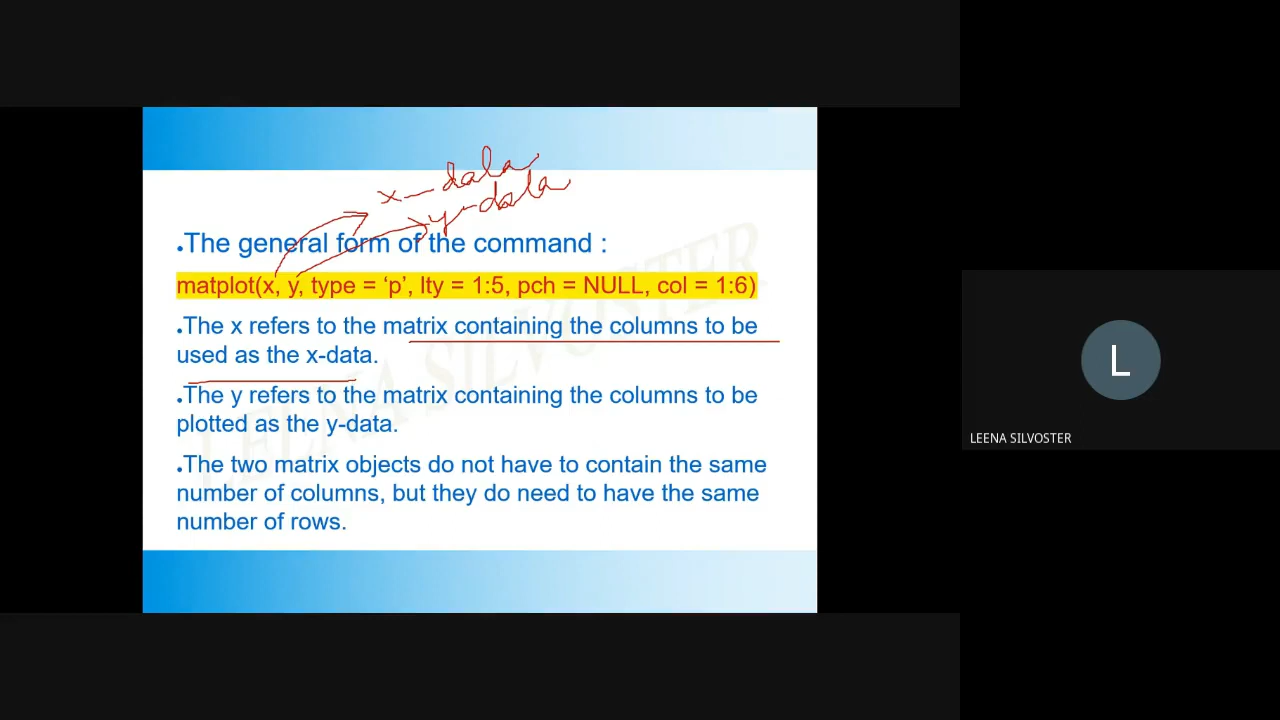 x-data
y-data
•The general form of the command :
matplot(x, y, type = ‘p’, lty = 1:5, pch = NULL, col = 1:6)
•The x refers to the matrix containing the columns to be
used as the x-data.
•The y refers to the matrix containing the columns to be
plotted as the y-data.
•The two matrix objects do not have to contain the same
number of columns, but they do need to have the same
number of rows.
LEENA SILVOSTER
L
LEENA SILVOSTER